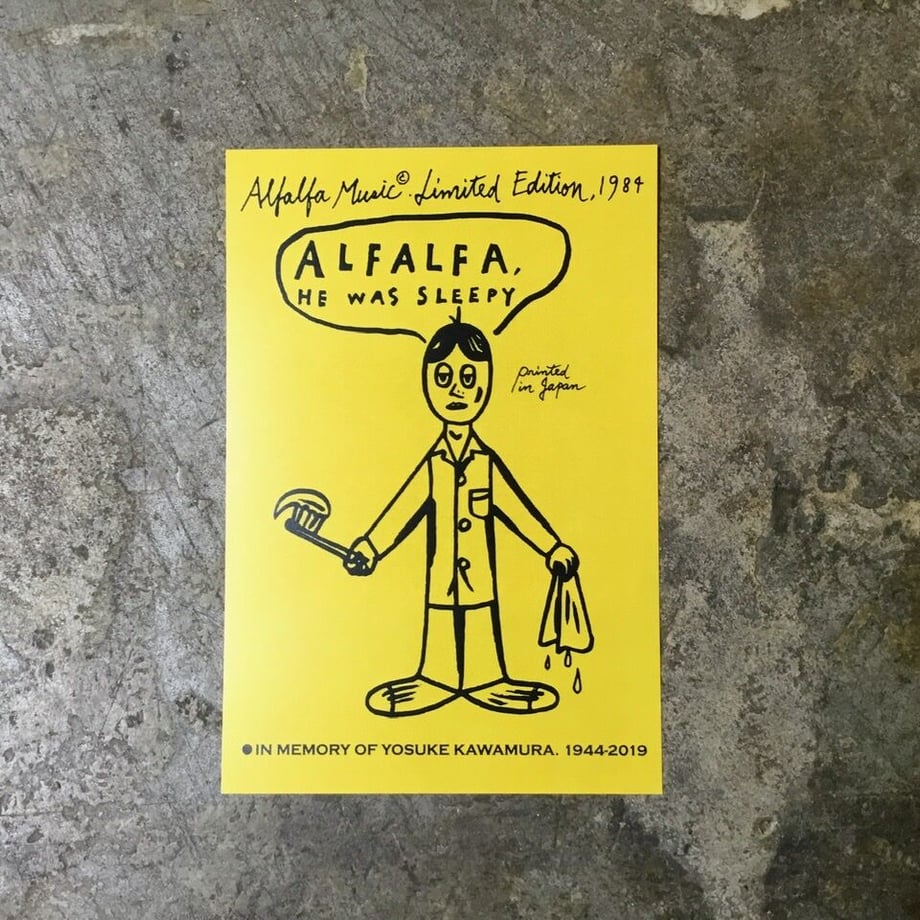 Alfalfa Music©. Limited Edition, 1984
ALFALFA,
HE WAS SLEEPY
printed
in Japan
●IN MEMORY OF YOSUKE KAWAMURA. 1944-2019